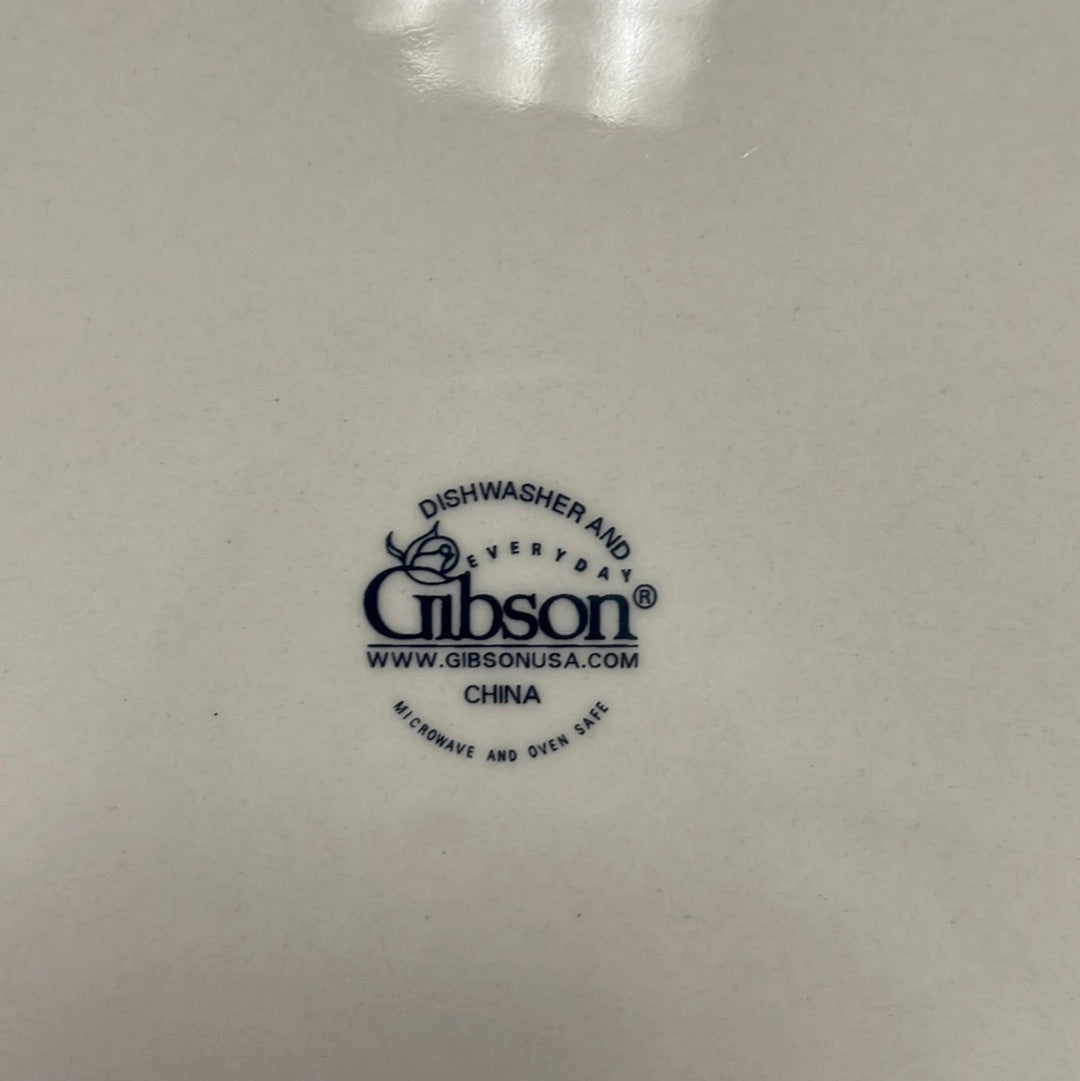 DISHWASHER AND
EVERYDAY
Gibson®
WWW.GIBSONUSA.COM
CHINA
MICROWAVE AND OVEN SAFE